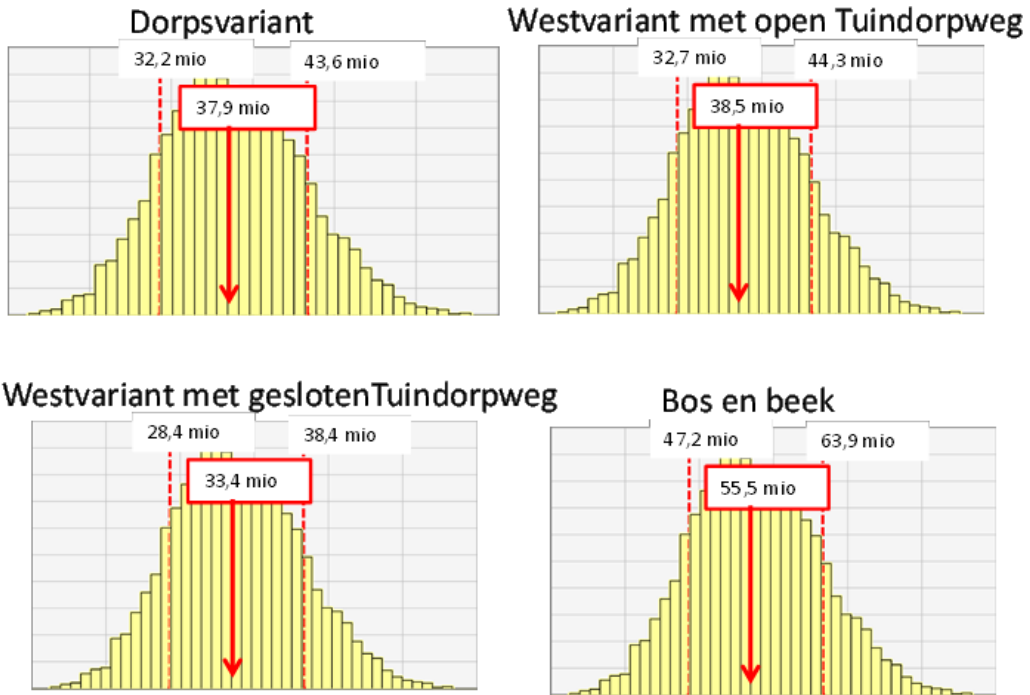 Dorpsvariant
32,2 mio
43,6 mio
37,9 mio
Westvariant met open Tuindorpweg
32,7 mio
44,3 mio
38,5 mio
Westvariant met geslotenTuindorpweg
28,4 mio
38,4 mio
33,4 mio
Bos en beek
47,2 mio
63,9 mio
55,5 mio